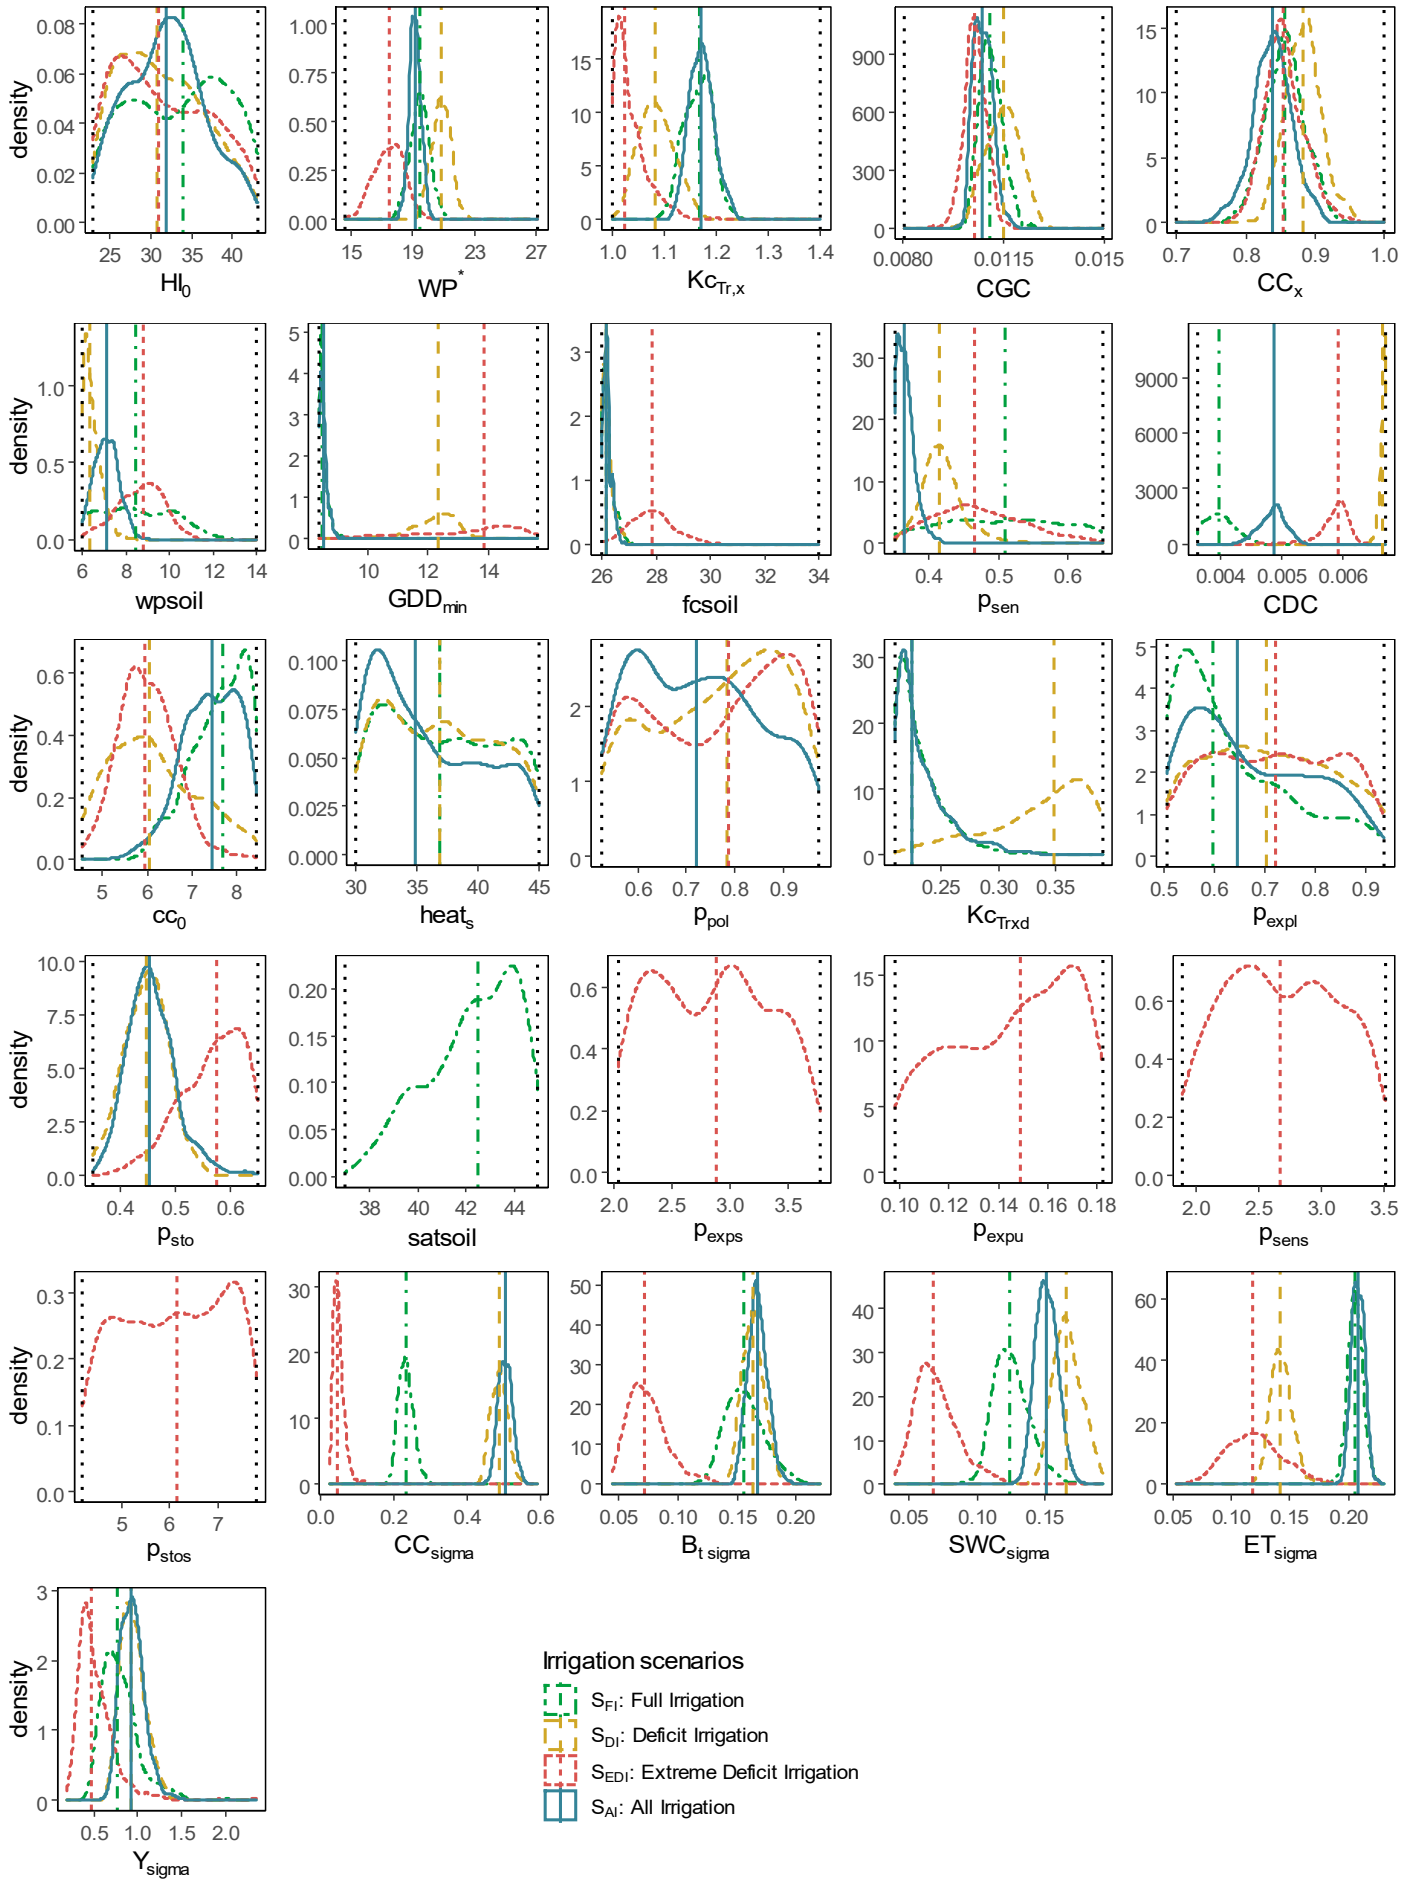 density
0.08
0.06
0.04
0.02
0.00
25 30 35 40
HI0
1.00
0.75
0.50
0.25
0.00
15 19 23 27
WP*
15
10
5
0
1.0 1.1 1.2 1.3 1.4
KcTr,x
900
600
300
0
0.0080 0.0115 0.015
CGC
15
10
5
0
0.7 0.8 0.9 1.0
CCx
density
1.0
0.5
0.0
6 8 10 12 14
wpsoil
5
4
3
2
1
0
10 12 14
GDDmin
3
2
1
0
26 28 30 32 34
fcsoil
30
20
10
0
0.4 0.5 0.6
psen
9000
6000
3000
0
0.004 0.005 0.006
CDC
density
0.6
0.4
0.2
0.0
5 6 7 8
cc0
0.100
0.075
0.050
0.025
0.000
30 35 40 45
heats
2
1
0
0.6 0.7 0.8 0.9
ppol
30
20
10
0
0.25 0.30 0.35
KcTrxd
5
4
3
2
1
0
0.5 0.6 0.7 0.8 0.9
pexpl
density
10.0
7.5
5.0
2.5
0.0
0.4 0.5 0.6
psto
0.20
0.15
0.10
0.05
0.00
38 40 42 44
satsoil
0.6
0.4
0.2
0.0
2.0 2.5 3.0 3.5
pexps
15
10
5
0
0.10 0.12 0.14 0.16 0.18
pexpu
0.6
0.4
0.2
0.0
2.0 2.5 3.0 3.5
psens
density
0.3
0.2
0.1
0.0
5 6 7
pstos
30
20
10
0
0.0 0.2 0.4 0.6
CCsigma
50
40
30
20
10
0
0.05 0.10 0.15 0.20
Bt sigma
40
30
20
10
0
0.05 0.10 0.15
SWCsigma
60
40
20
0
0.05 0.10 0.15 0.20
ETsigma
density
3
2
1
0
0.5 1.0 1.5 2.0
Ysigma
Irrigation scenarios
SFI: Full Irrigation
SDI: Deficit Irrigation
SEDI: Extreme Deficit Irrigation
SAI: All Irrigation